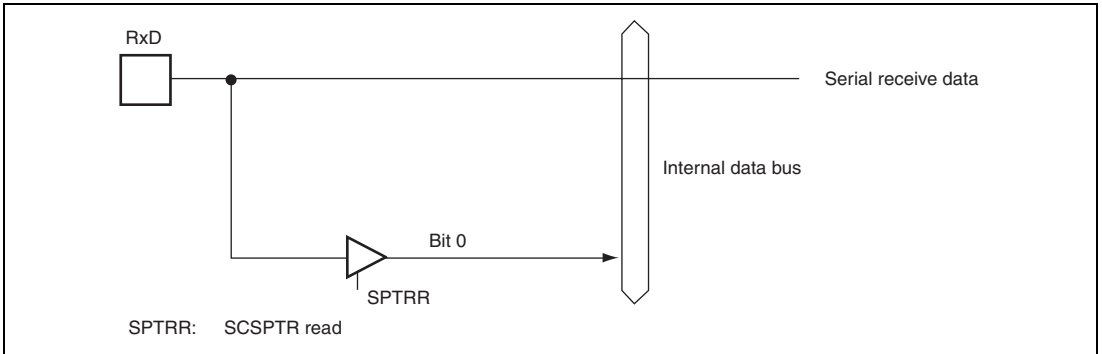 RxD
Serial receive data
Internal data bus
Bit 0
SPTRR
SPTRR: SCSPTR read